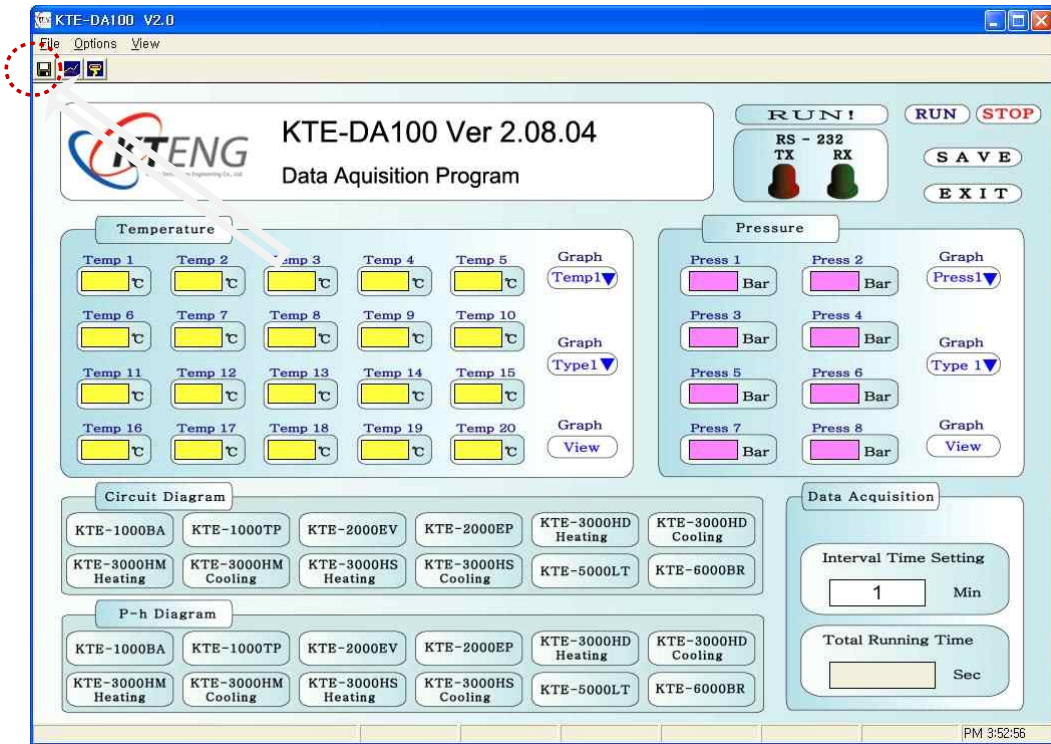 KTE-DA100 V2.0
File Options View
KTENG
KTE-DA100 Ver 2.08.04
Data Aquisition Program
RUN!
RS - 232
TX RX
RUN STOP
SAVE
EXIT
Temperature
Temp 1 Temp 2 Temp 3 Temp 4 Temp 5 Graph
℃ ℃ ℃ ℃ ℃ Temp1▼
Temp 6 Temp 7 Temp 8 Temp 9 Temp 10
℃ ℃ ℃ ℃ ℃ Graph
Type1▼
Temp 11 Temp 12 Temp 13 Temp 14 Temp 15
℃ ℃ ℃ ℃ ℃
Temp 16 Temp 17 Temp 18 Temp 19 Temp 20 Graph
℃ ℃ ℃ ℃ ℃ View
Pressure
Press 1 Press 2 Graph
Bar Bar Press1▼
Press 3 Press 4
Bar Bar Graph
Type 1▼
Press 5 Press 6
Bar Bar
Press 7 Press 8 Graph
Bar Bar View
Circuit Diagram
KTE-1000BA KTE-1000TP KTE-2000EV KTE-2000EP KTE-3000HD Heating KTE-3000HD Cooling
KTE-3000HM Heating KTE-3000HM Cooling KTE-3000HS Heating KTE-3000HS Cooling KTE-5000LT KTE-6000BR
P-h Diagram
KTE-1000BA KTE-1000TP KTE-2000EV KTE-2000EP KTE-3000HD Heating KTE-3000HD Cooling
KTE-3000HM Heating KTE-3000HM Cooling KTE-3000HS Heating KTE-3000HS Cooling KTE-5000LT KTE-6000BR
Data Acquisition
Interval Time Setting
1 Min
Total Running Time
Sec
PM 3:52:56